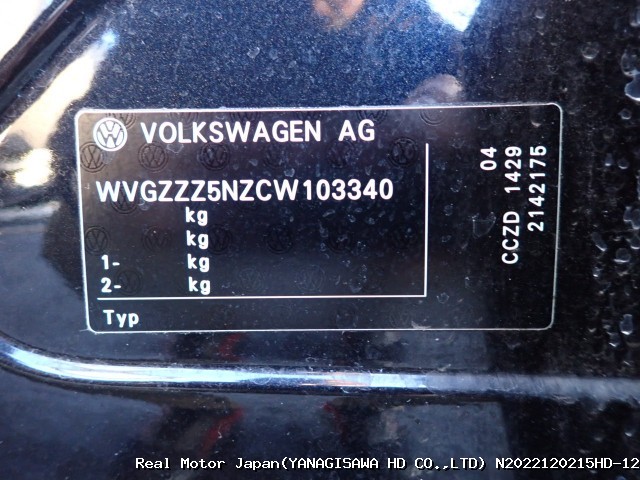 VOLKSWAGEN AG
WVGZZZ5NZCW103340
kg
kg
1- kg
2- kg
Typ
04
CCZD 1429
2142175
Real Motor Japan(YANAGISAWA HD CO.,LTD) N2022120215HD-12